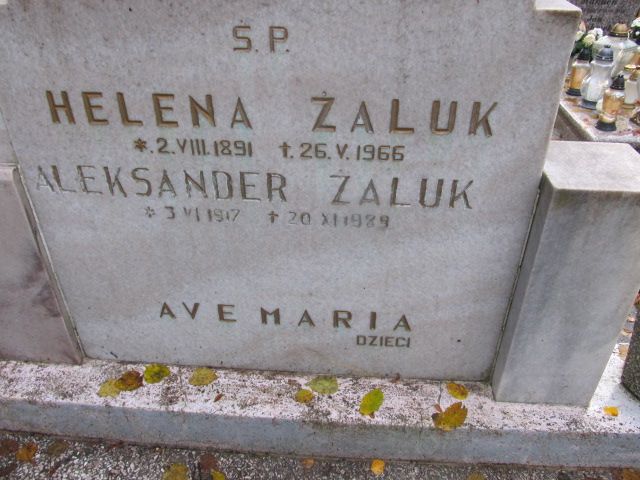 S.P.
HELENA ŻALUK
*.2.VIII.1891 †.26.V.1966
ALEKSANDER ŻALUK
* 3 VI 1917 † 20 XI 1989
AVE MARIA
DZIECI